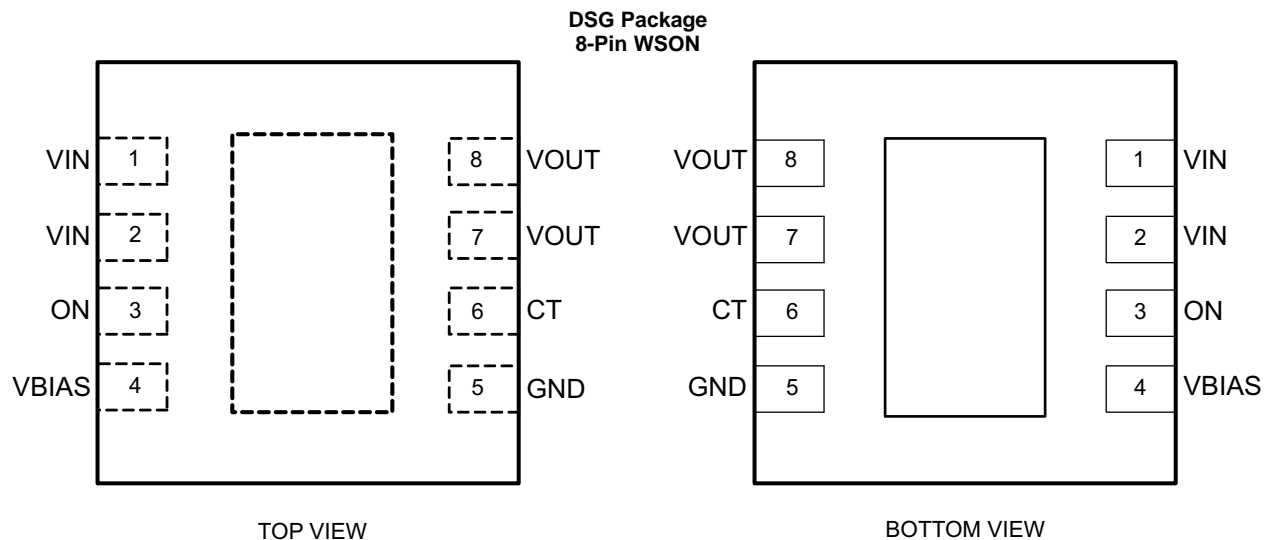 DSG Package
8-Pin WSON
VIN 1 8 VOUT
VIN 2 7 VOUT
ON 3 6 CT
VBIAS 4 5 GND
TOP VIEW
VOUT 8 1 VIN
VOUT 7 2 VIN
CT 6 3 ON
GND 5 4 VBIAS
BOTTOM VIEW